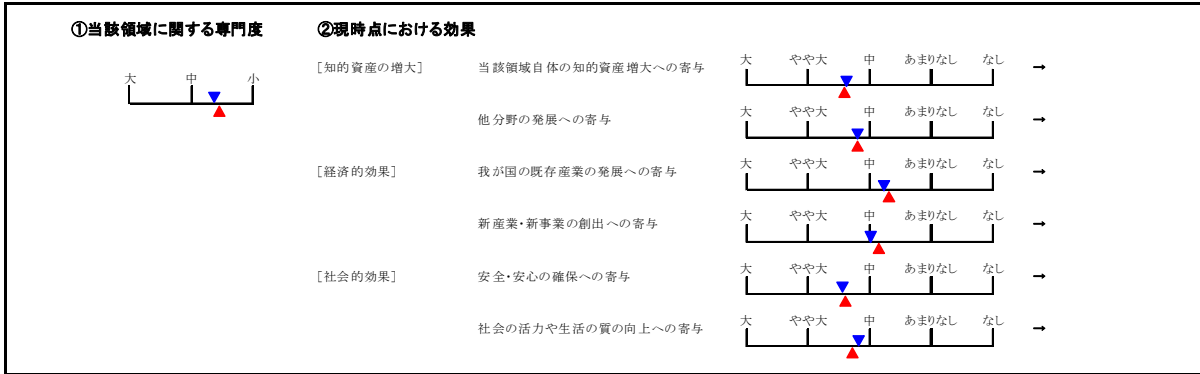 ①当該領域に関する専門度 ②現時点における効果
大 中 小
[知的資産の増大] 当該領域自体の知的資産増大への寄与 大 やや大 中 あまりなし なし →
他分野の発展への寄与 大 やや大 中 あまりなし なし →
[経済的効果] 我が国の既存産業の発展への寄与 大 やや大 中 あまりなし なし →
新産業・新事業の創出への寄与 大 やや大 中 あまりなし なし →
[社会的効果] 安全・安心の確保への寄与 大 やや大 中 あまりなし なし →
社会の活力や生活の質の向上への寄与 大 やや大 中 あまりなし なし →